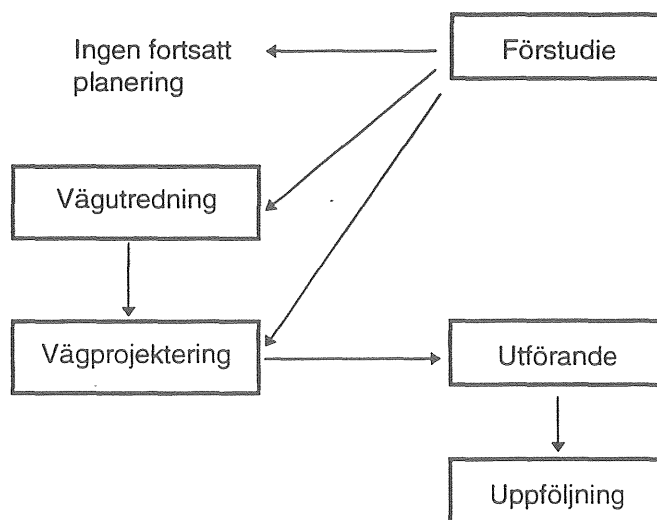 Ingen fortsatt
planering
Förstudie
Vägutredning
Vägprojektering
Utförande
Uppföljning